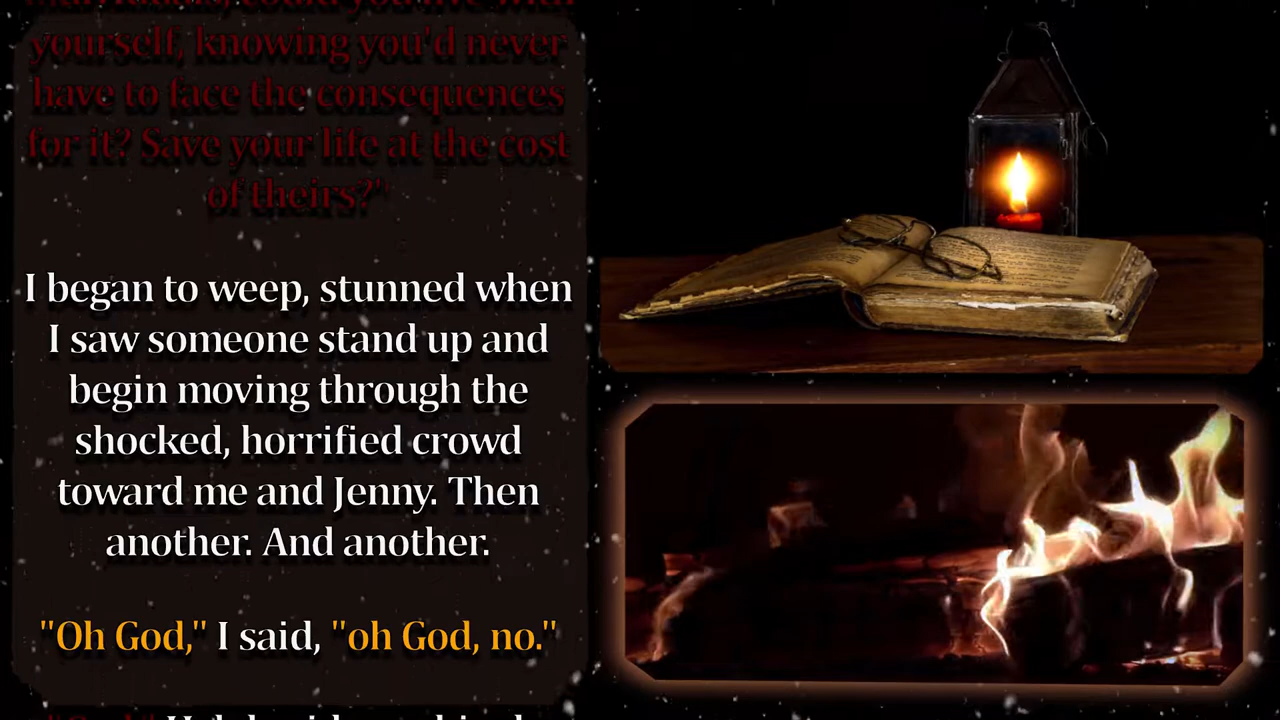 yourself, knowing you'd never
have to face the consequences
for it? Save your life at the cost
of theirs?"
I began to weep, stunned when
I saw someone stand up and
begin moving through the
shocked, horrified crowd
toward me and Jenny. Then
another. And another.
"Oh God," I said, "oh God, no."